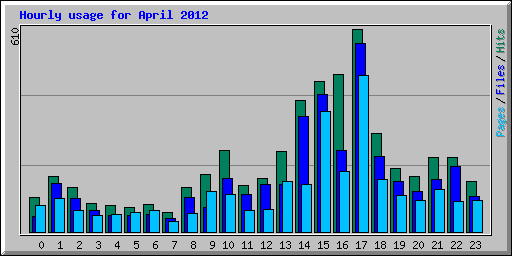 Hourly usage for April 2012
610
Pages / Files / Hits
0 1 2 3 4 5 6 7 8 9 10 11 12 13 14 15 16 17 18 19 20 21 22 23